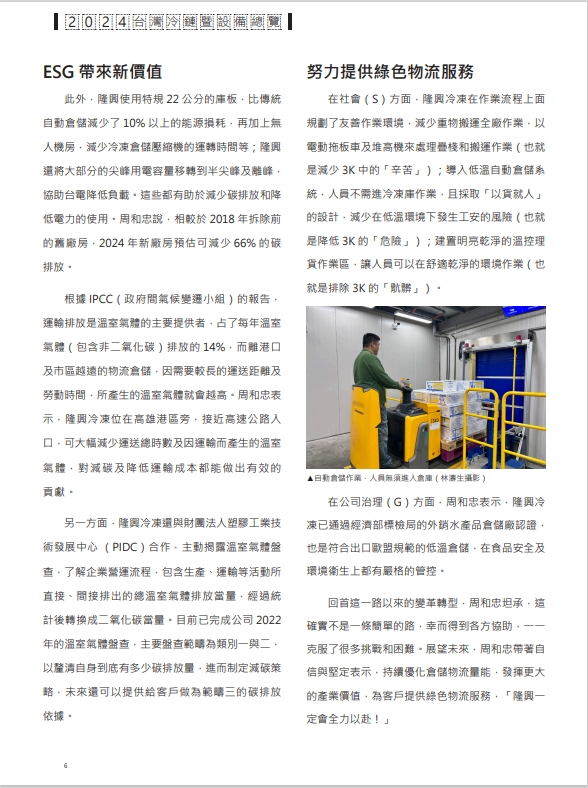 2024台灣冷鏈暨設備總覽
ESG 帶來新價值
此外，隆興使用特規 22 公分的庫板，比傳統
自動倉儲減少了 10% 以上的能源損耗，再加上無
人機房，減少冷凍倉儲壓縮機的運轉時間等；隆興
還將大部分的尖峰用電容量移轉到半尖峰及離峰，
協助台電降低負載。這些都有助於減少碳排放和降
低電力的使用。周和忠說，相較於 2018 年拆除前
的舊廠房，2024 年新廠房預估可減少 66% 的碳
排放。
根據 IPCC（政府間氣候變遷小組）的報告，
運輸排放是溫室氣體的主要提供者，占了每年溫室
氣體（包含非二氧化碳）排放的 14%，而離港口
及市區越遠的物流倉儲，因需要較長的運送距離及
勞動時間，所產生的溫室氣體就會越高。周和忠表
示，隆興冷凍位在高雄港區旁，接近高速公路入
口，可大幅減少運送總時數及因運輸而產生的溫室
氣體，對減碳及降低運輸成本都能做出有效的
貢獻。
另一方面，隆興冷凍還與財團法人塑膠工業技
術發展中心（PIDC）合作，主動揭露溫室氣體盤
查，了解企業營運流程，包含生產、運輸等活動所
直接、間接排出的總溫室氣體排放當量，經過統
計後轉換成二氧化碳當量。目前已完成公司 2022
年的溫室氣體盤查，主要盤查範疇為類別一與二，
以釐清自身到底有多少碳排放量，進而制定減碳策
略，未來還可以提供給客戶做為範疇三的碳排放
依據。
努力提供綠色物流服務
在社會（S）方面，隆興冷凍在作業流程上面
規劃了友善作業環境，減少重物搬運全廠作業，以
電動拖板車及堆高機來處理疊棧和搬運作業（也就
是減少 3K 中的「辛苦」）；導入低溫自動倉儲系
統，人員不需進冷凍庫作業，且採取「以貨就人」
的設計，減少在低溫環境下發生工安的風險（也就
是降低 3K 的「危險」）；建置明亮乾淨的溫控理
貨作業區，讓人員可以在舒適乾淨的環境作業（也
就是排除 3K 的「骯髒」）。
▲自動倉儲作業，人員無須進入倉庫（林濂生攝影）
在公司治理（G）方面，周和忠表示，隆興冷
凍已通過經濟部標檢局的外銷水產品倉儲廠認證，
也是符合出口歐盟規範的低溫倉儲，在食品安全及
環境衛生上都有嚴格的管控。
回首這一路以來的變革轉型，周和忠坦承，這
確實不是一條簡單的路，幸而得到各方協助，一一
克服了很多挑戰和困難。展望未來，周和忠帶著自
信與堅定表示，持續優化倉儲物流量能，發揮更大
的產業價值，為客戶提供綠色物流服務，「隆興一
定會全力以赴！」
6